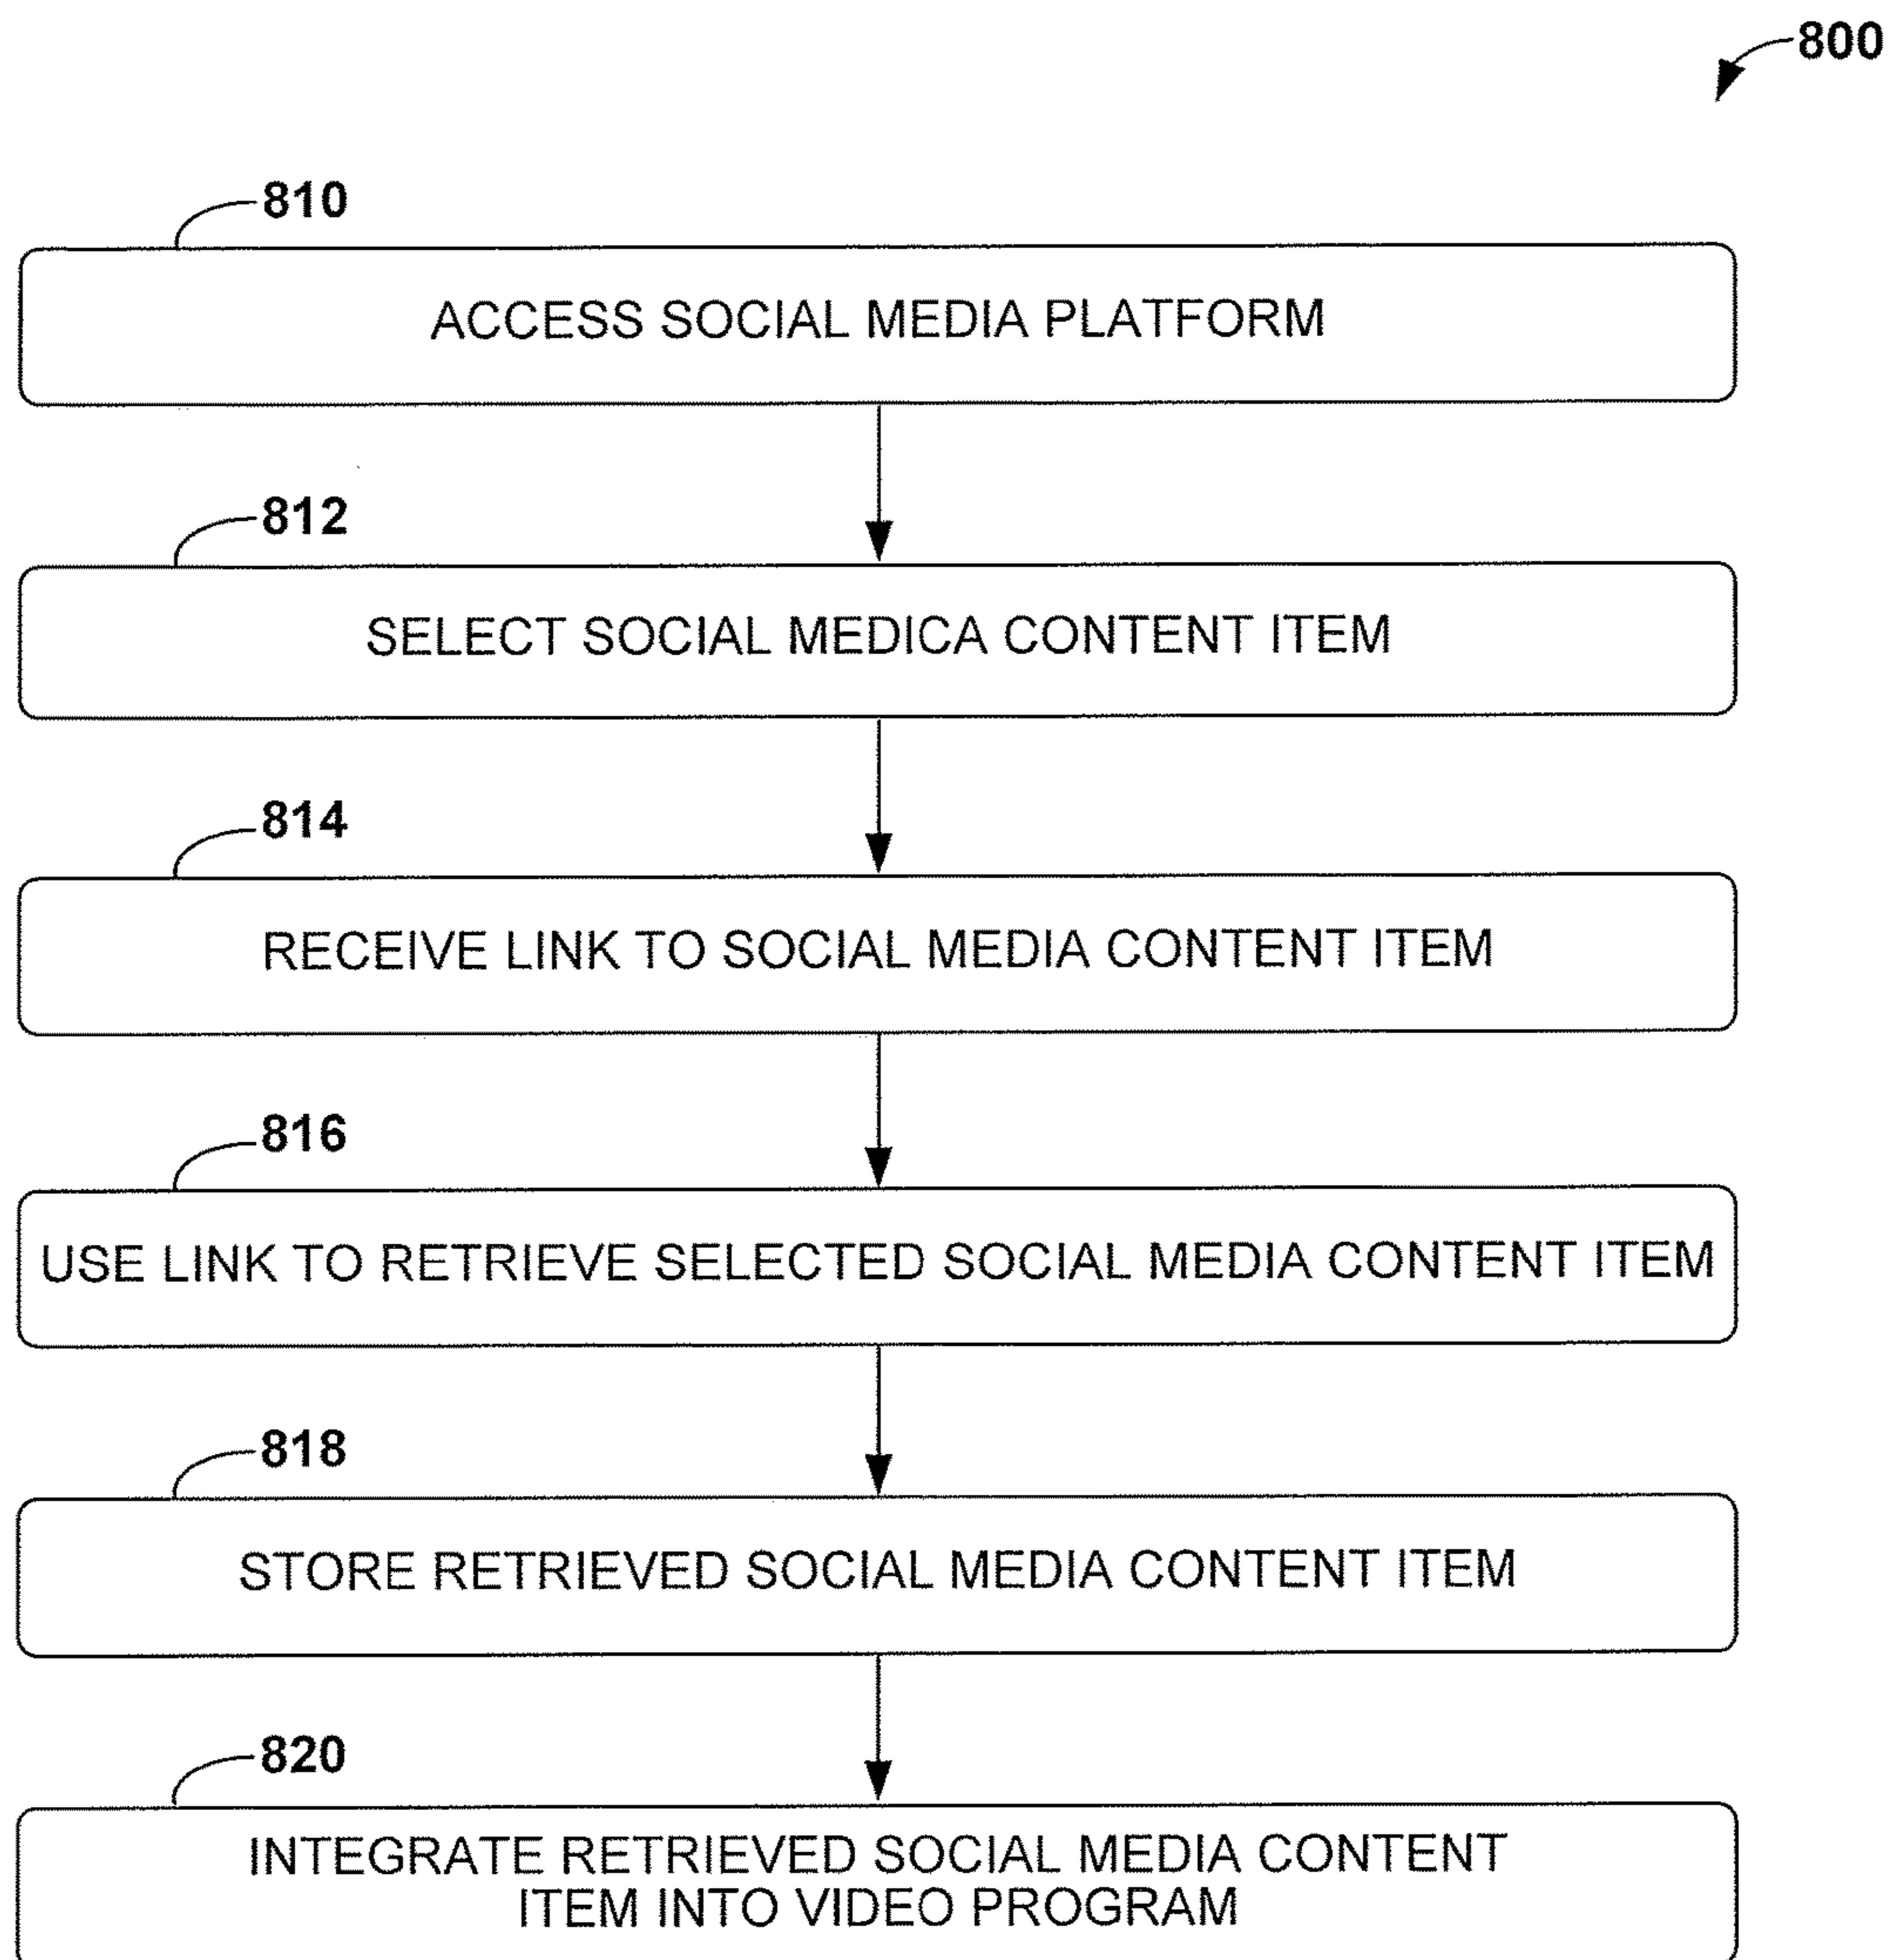 800
810
ACCESS SOCIAL MEDIA PLATFORM
812
SELECT SOCIAL MEDICA CONTENT ITEM
814
RECEIVE LINK TO SOCIAL MEDIA CONTENT ITEM
816
USE LINK TO RETRIEVE SELECTED SOCIAL MEDIA CONTENT ITEM
818
STORE RETRIEVED SOCIAL MEDIA CONTENT ITEM
820
INTEGRATE RETRIEVED SOCIAL MEDIA CONTENT
ITEM INTO VIDEO PROGRAM